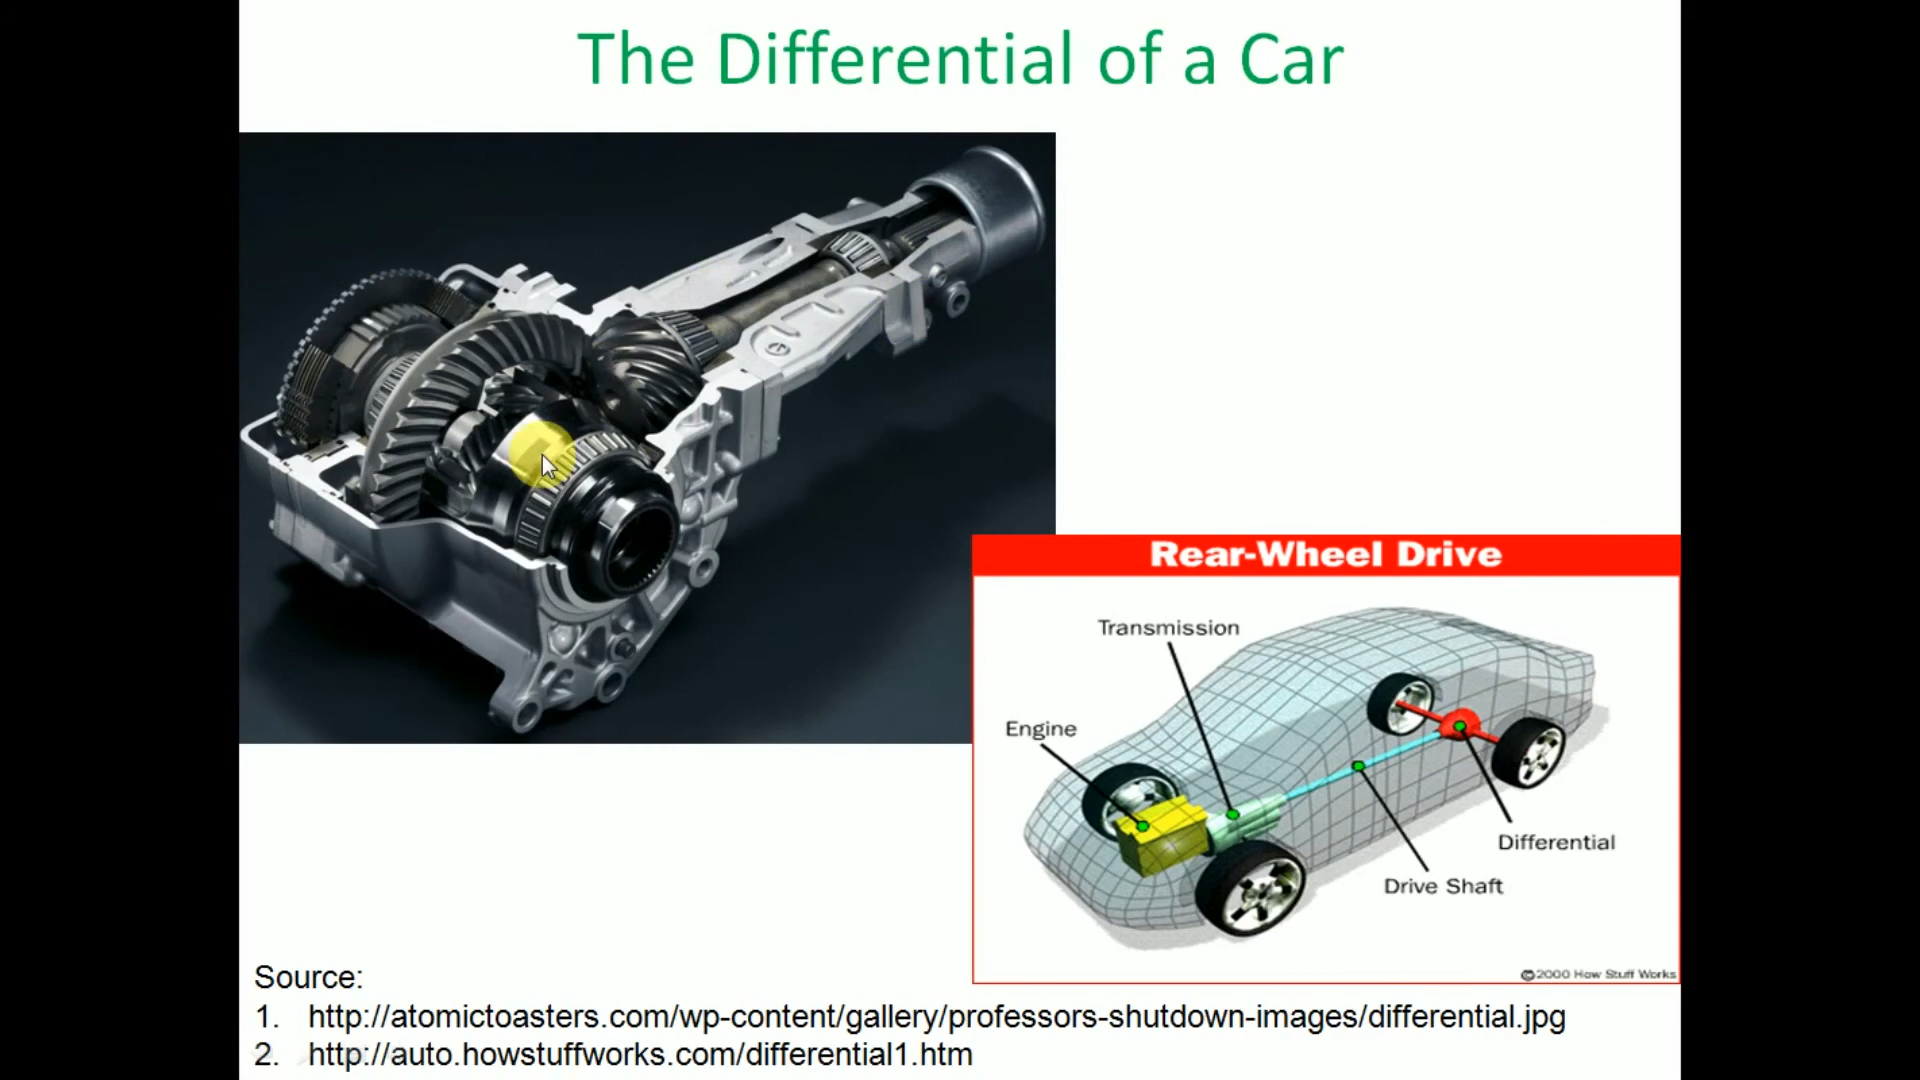 The Differential of a Car
Rear-Wheel Drive
Transmission
Engine
Differential
Drive Shaft
©2000 How Stuff Works
Source:
1. http://atomictoasters.com/wp-content/gallery/professors-shutdown-images/differential.jpg
2. http://auto.howstuffworks.com/differential1.htm